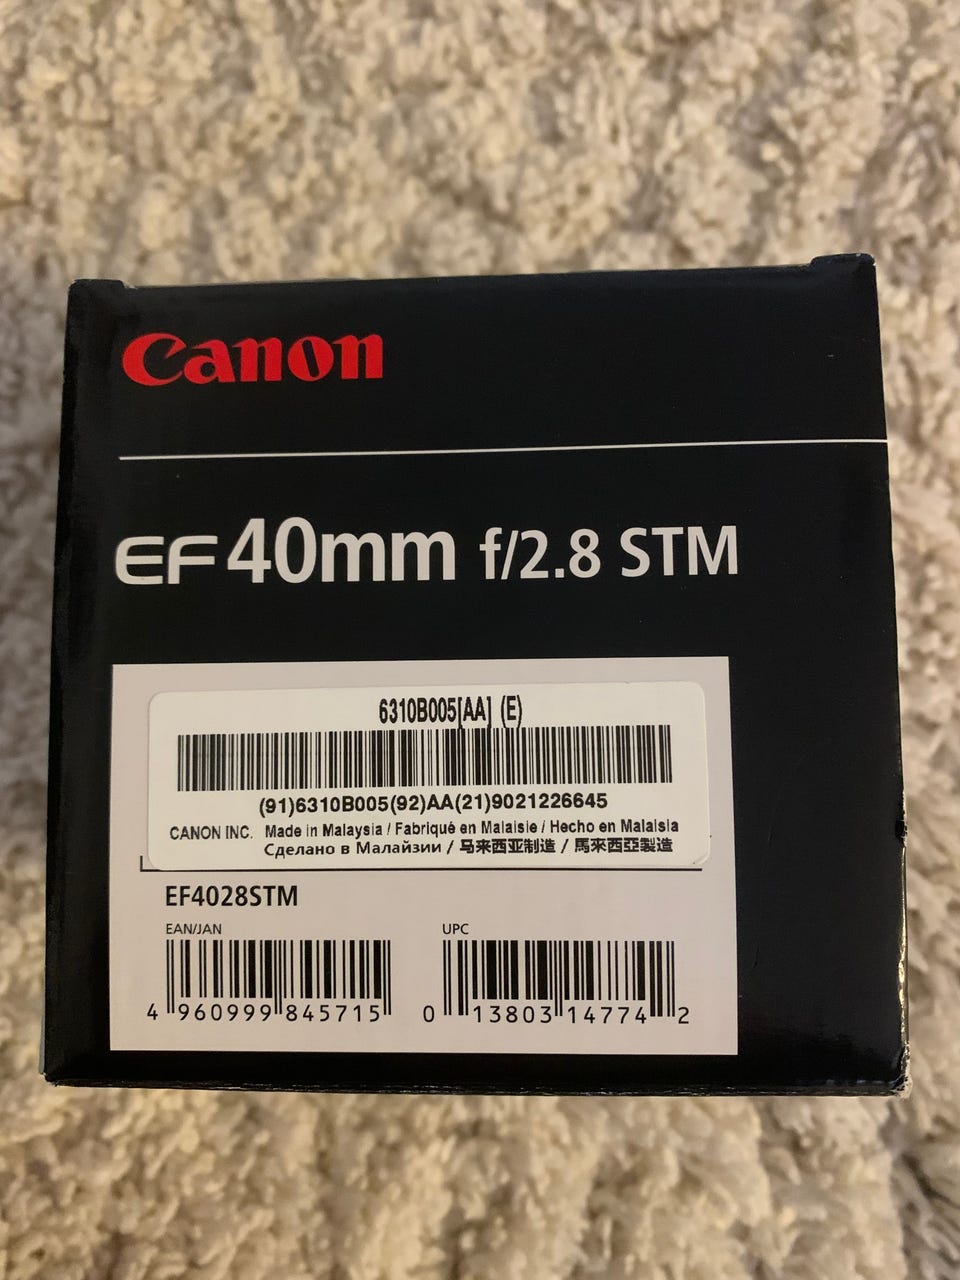 Canon
EF40mm f/2.8 STM
6310B005[AA] (E)
(91)6310B005(92)AA(21)9021226645
CANON INC. Made in Malaysia / Fabriqué en Malaisie / Hecho en Malaisia
Сделано в Малайзии / 马来西亚制造 / 馬來西亞製造
EF4028STM
EAN/JAN UPC
4 960999 845715 0 13803 14774 2